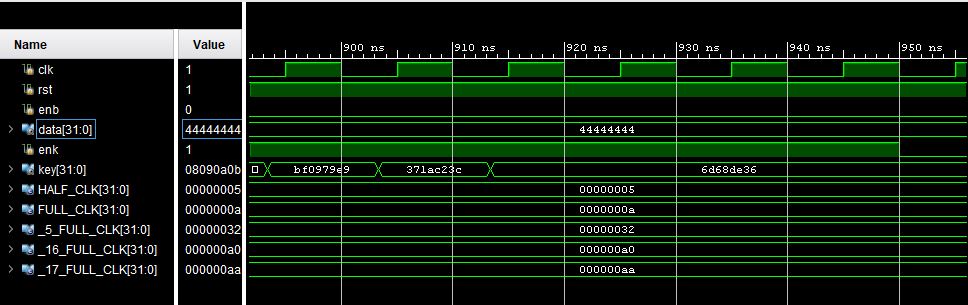 Name Value 900 ns 910 ns 920 ns 930 ns 940 ns 950 ns
clk 1
rst 1
enb 0
data[31:0] 44444444 44444444
enk 1
key[31:0] 08090a0b bf0979e9 371ac23c 6d68de36
HALF_CLK[31:0] 00000005 00000005
FULL_CLK[31:0] 0000000a 0000000a
_5_FULL_CLK[31:0] 00000032 00000032
_16_FULL_CLK[31:0] 000000a0 000000a0
_17_FULL_CLK[31:0] 000000aa 000000aa